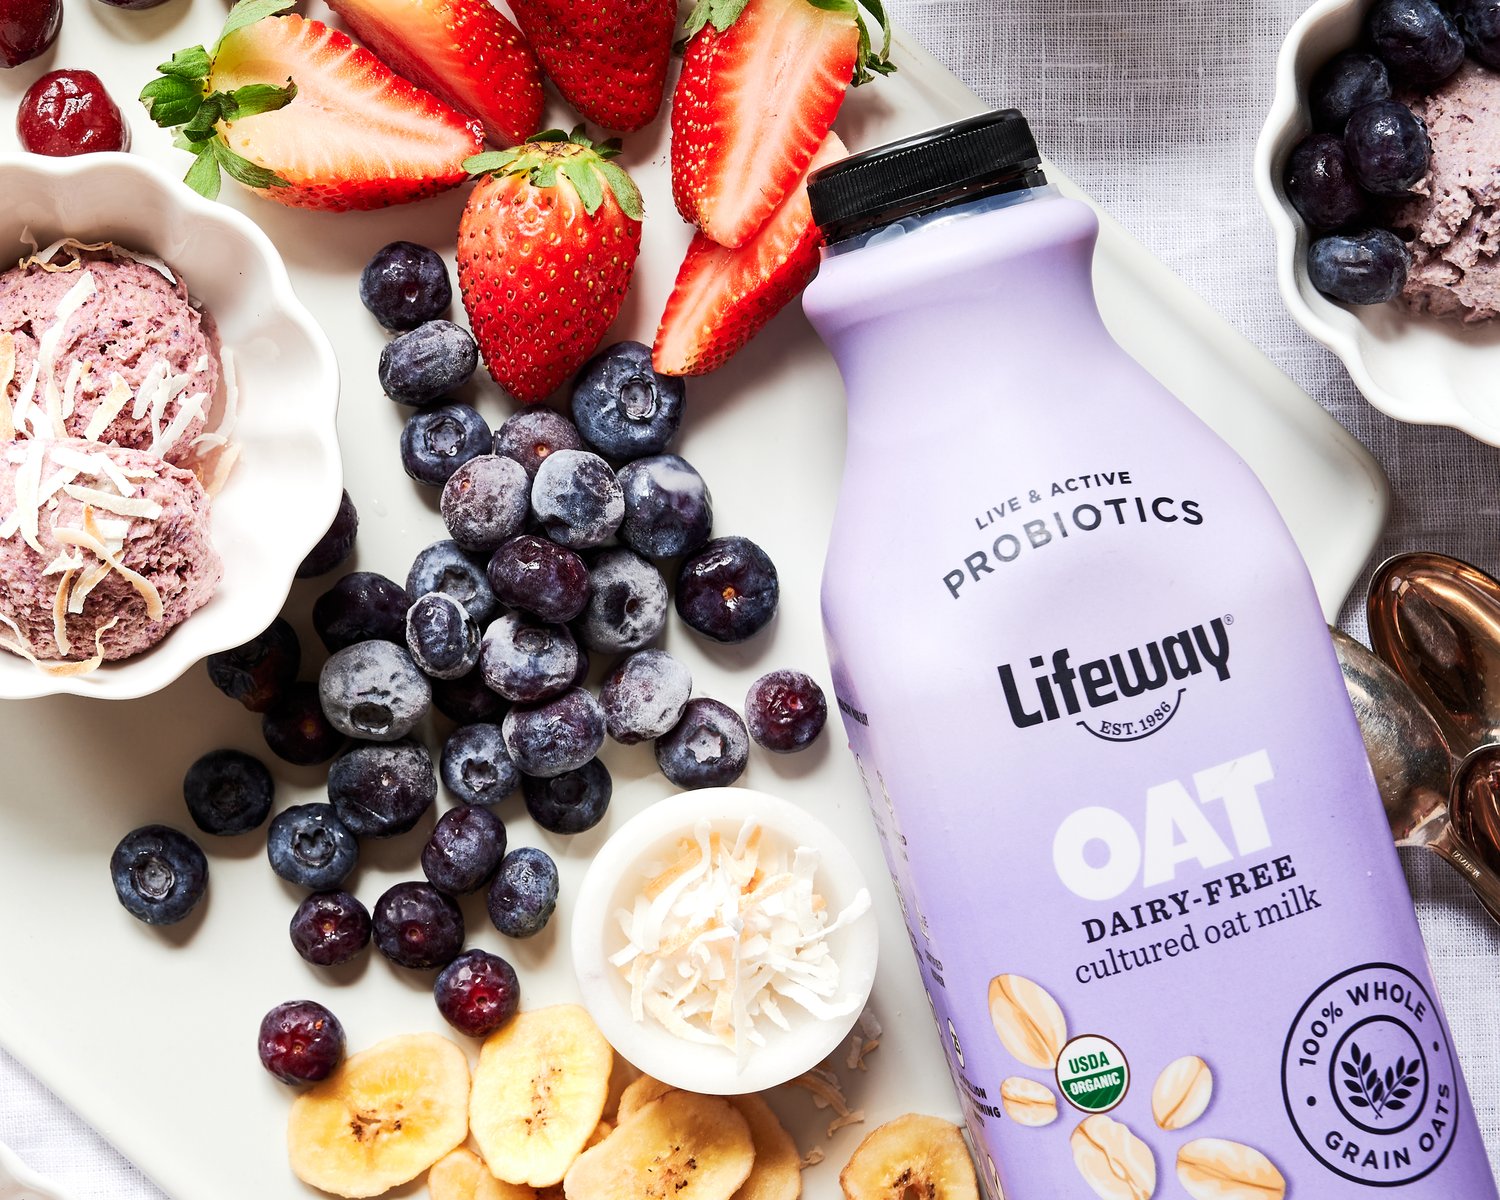 LIVE & ACTIVE
PROBIOTICS
Lifeway®
EST. 1986
OAT
DAIRY-FREE
cultured oat milk
USDA
ORGANIC
100% WHOLE
GRAIN OATS